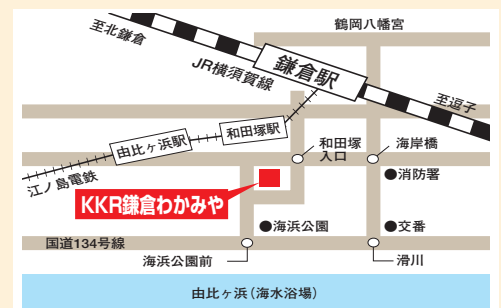 鶴岡八幡宮
至北鎌倉
JR横須賀線
鎌倉駅
至逗子
和田塚駅
由比ヶ浜駅
江ノ島電鉄
和田塚
入口
海岸橋
●消防署
KKR鎌倉わかみや
●海浜公園
●交番
国道134号線
海浜公園前
滑川
由比ヶ浜(海水浴場)